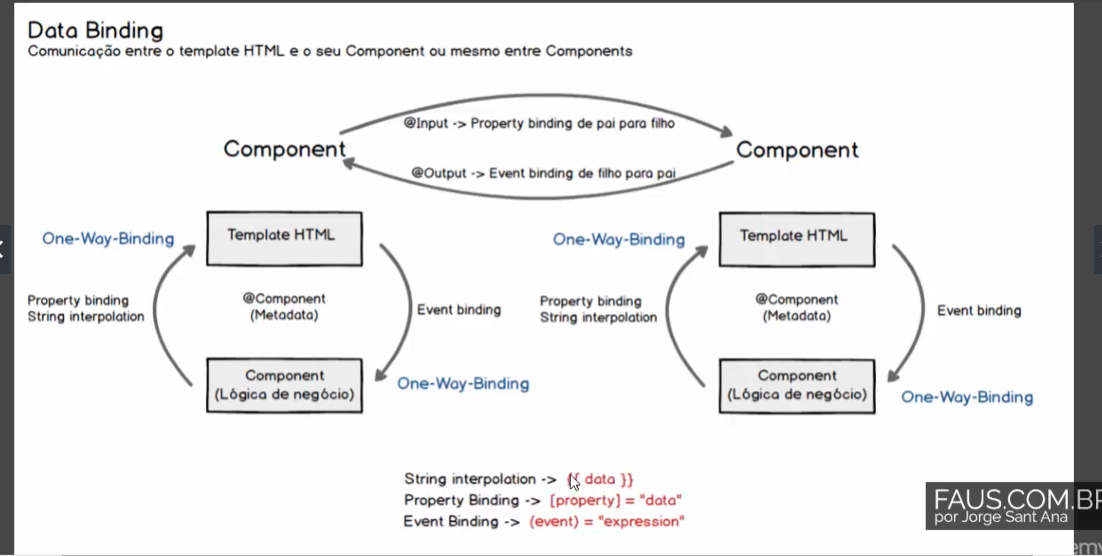 Data Binding
Comunicação entre o template HTML e o seu Component ou mesmo entre Components
@Input -> Property binding de pai para filho
Component
Component
@Output -> Event binding de filho para pai
One-Way-Binding
Template HTML
One-Way-Binding
Template HTML
Property binding
String interpolation
@Component
(Metadata)
Event binding
Property binding
String interpolation
@Component
(Metadata)
Event binding
Component
(Lógica de negócio)
One-Way-Binding
Component
(Lógica de negócio)
One-Way-Binding
String interpolation -> {{ data }}
Property Binding -> [property] = "data"
Event Binding -> (event) = "expression"
FAUS.COM.BR
por Jorge Sant Ana